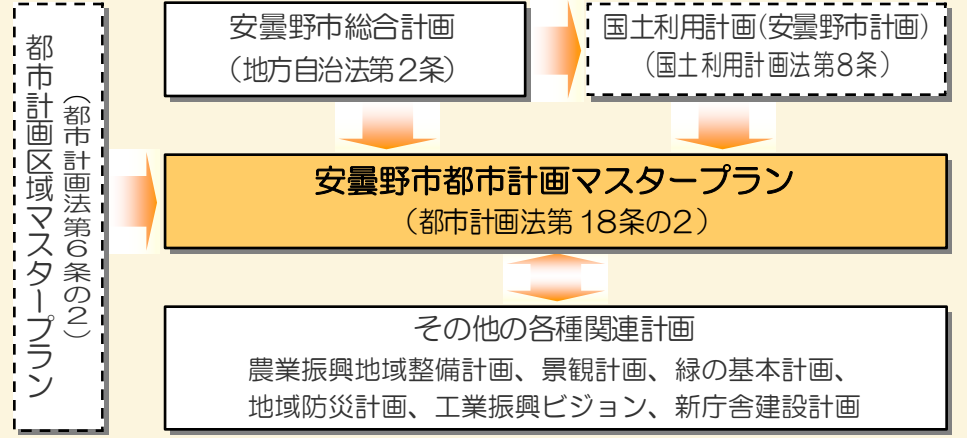 都市計画区域マスタープラン
（都市計画法第６条の２）
安曇野市総合計画
（地方自治法第２条）
国土利用計画(安曇野市計画)
（国土利用計画法第８条）
安曇野市都市計画マスタープラン
（都市計画法第 18条の２）
その他の各種関連計画
農業振興地域整備計画、景観計画、緑の基本計画、
地域防災計画、工業振興ビジョン、新庁舎建設計画